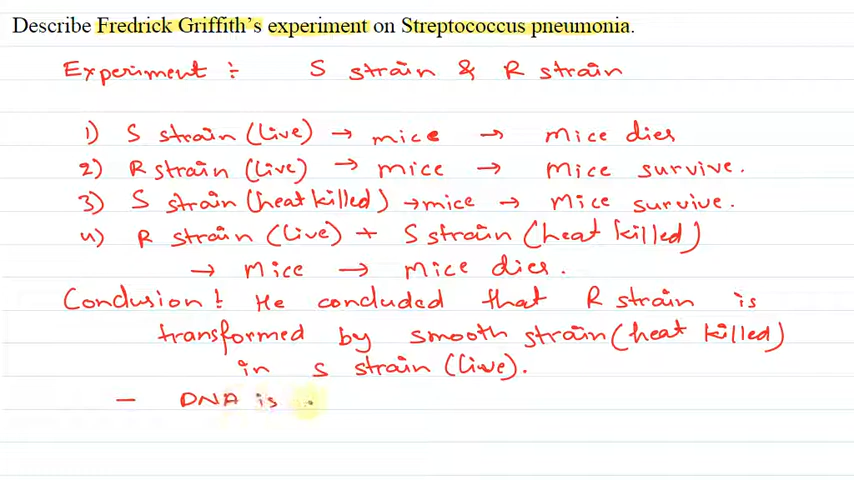 Describe Fredrick Griffith's experiment on Streptococcus pneumonia.
Experiment ÷ S strain & R strain
1) S strain (live) → mice → Mice dies
2) R strain (live) → mice → Mice survive.
3) S strain (heat killed) → mice → Mice survive.
4) R strain (live) + S strain (heat killed)
→ Mice → Mice dies.
Conclusion! He concluded that R strain is
transformed by smooth strain (heat killed)
in S strain (live).
— DNA is